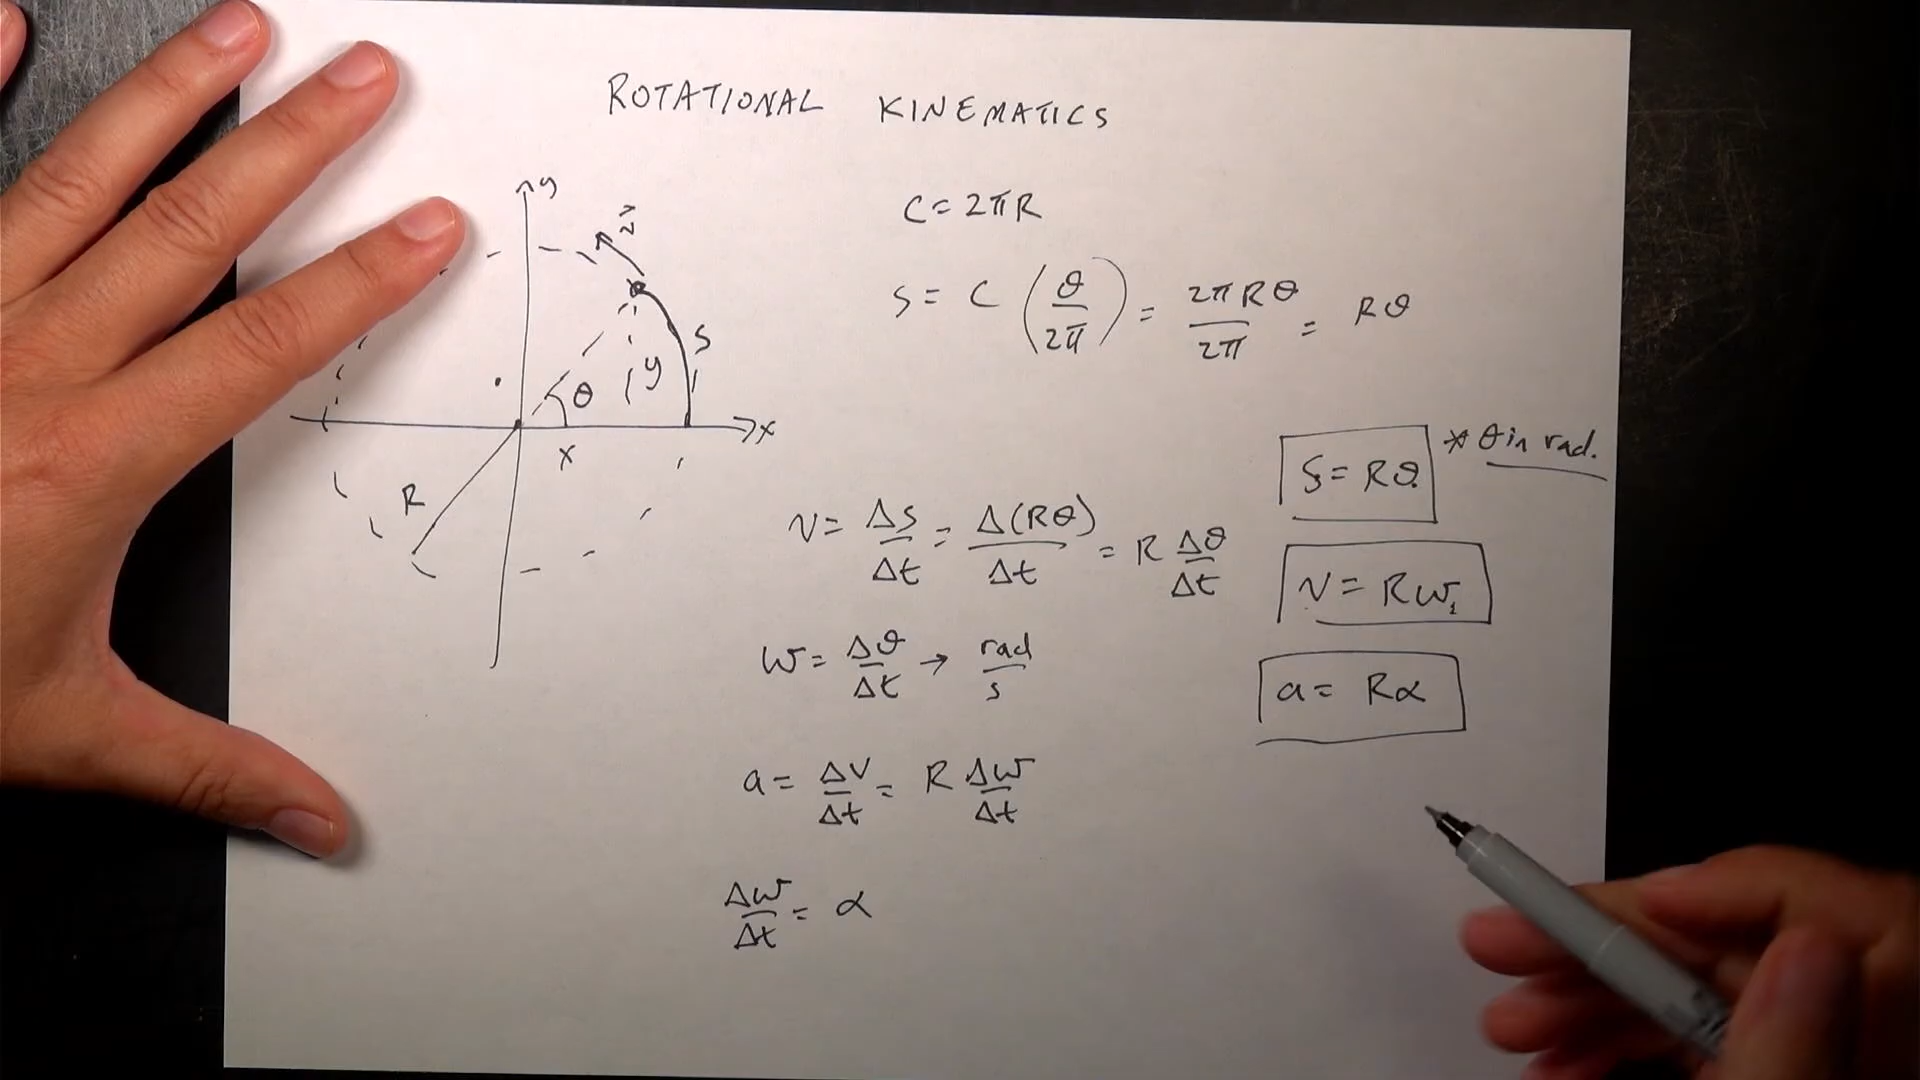 ROTATIONAL KINEMATICS
y
v⃗
S
y
θ
x
x
R
C = 2πR
S = C (θ/2π) = 2πRθ/2π = Rθ
S = Rθ * θ in rad.
v = ΔS/Δt = Δ(Rθ)/Δt = R Δθ/Δt
v = Rω
ω = Δθ/Δt → rad/s
a = Rα
a = ΔV/Δt = R Δω/Δt
Δω/Δt = α